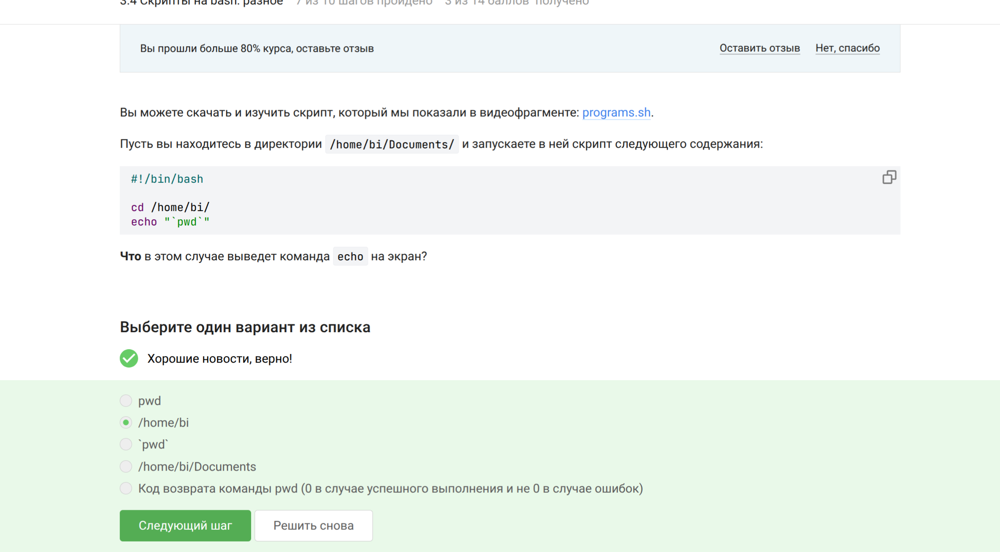 3.4 Скрипты на bash: разное 7 из 10 шагов пройдено 3 из 14 баллов получено
Вы прошли больше 80% курса, оставьте отзыв Оставить отзыв Нет, спасибо
Вы можете скачать и изучить скрипт, который мы показали в видеофрагменте: programs.sh.
Пусть вы находитесь в директории /home/bi/Documents/ и запускаете в ней скрипт следующего содержания:
#!/bin/bash
cd /home/bi/
echo "`pwd`"
Что в этом случае выведет команда echo на экран?
Выберите один вариант из списка
Хорошие новости, верно!
pwd
/home/bi
`pwd`
/home/bi/Documents
Код возврата команды pwd (0 в случае успешного выполнения и не 0 в случае ошибок)
Следующий шаг Решить снова